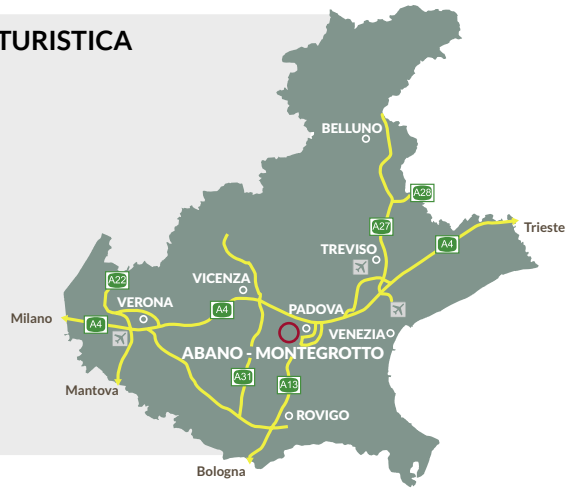 TURISTICA
BELLUNO
A28
A27
Trieste
TREVISO
A4
A22
VICENZA
VERONA
A4
PADOVA
Milano
A4
VENEZIA
ABANO - MONTEGROTTO
A31
A13
Mantova
ROVIGO
Bologna